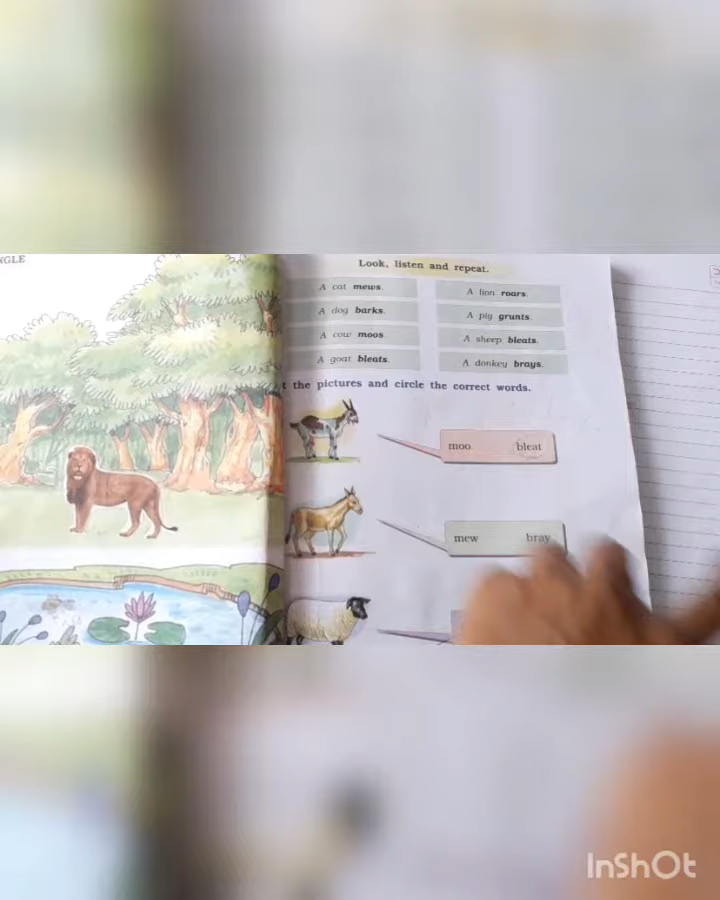 NGLE
Look, listen and repeat.
A cat mews.
A lion roars.
A dog barks.
A pig grunts.
A cow moos.
A sheep bleats.
A goat bleats.
A donkey brays.
t the pictures and circle the correct words.
moo bleat
mew bray
InShOt